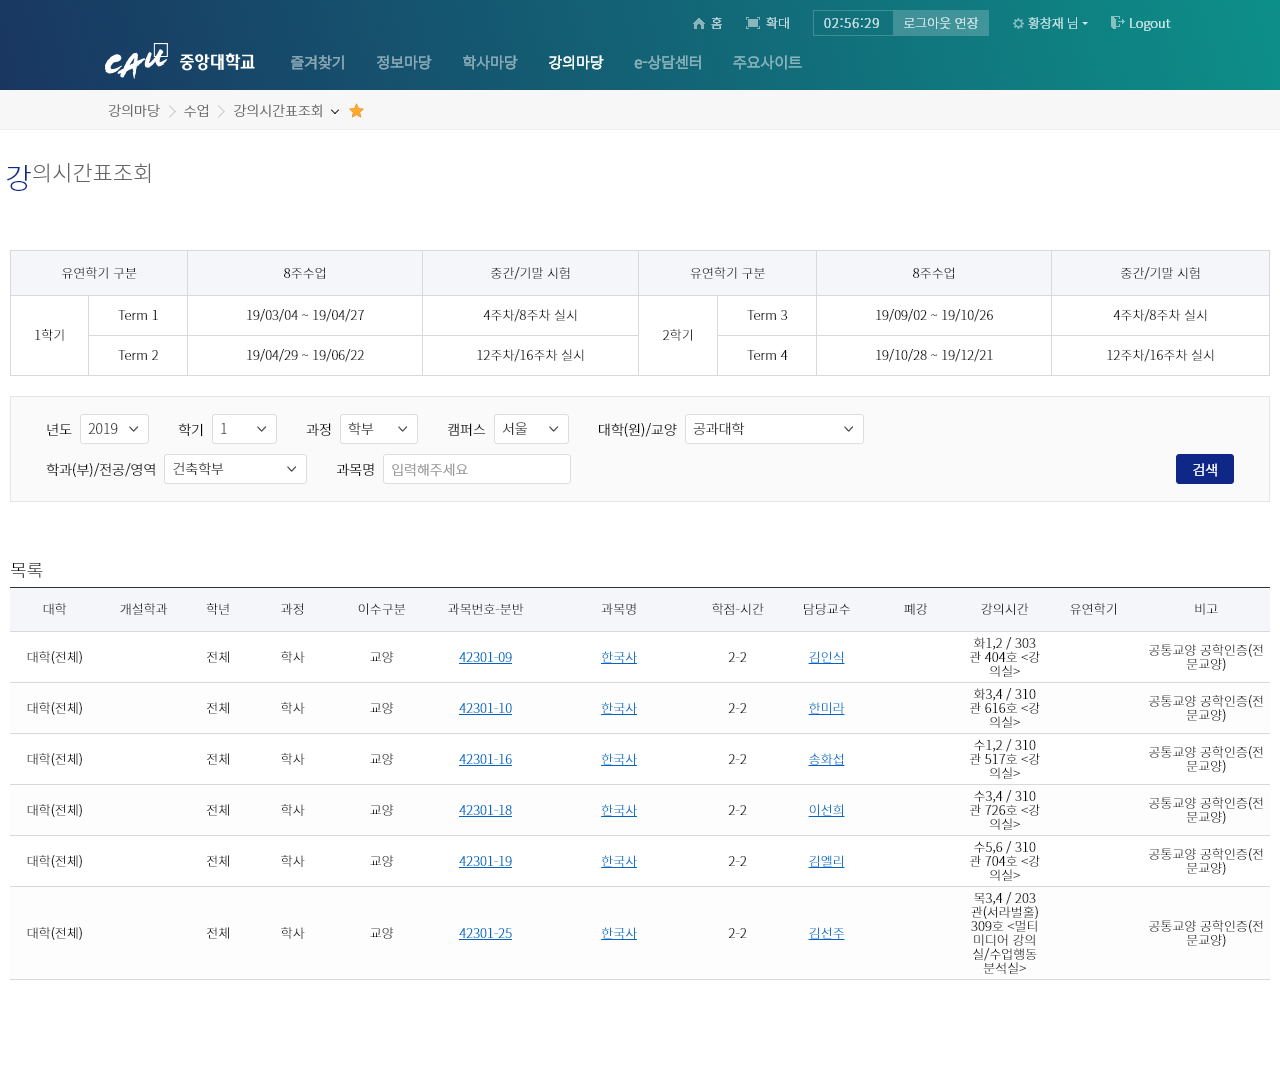 홈 확대 02:56:29 로그아웃 연장 황창재 님 Logout
CAU 중앙대학교 즐겨찾기 정보마당 학사마당 강의마당 e-상담센터 주요사이트
강의마당 수업 강의시간표조회
강의시간표조회
유연학기 구분 8주수업 중간/기말 시험 유연학기 구분 8주수업 중간/기말 시험
1학기 Term 1 19/03/04 ~ 19/04/27 4주차/8주차 실시 2학기 Term 3 19/09/02 ~ 19/10/26 4주차/8주차 실시
Term 2 19/04/29 ~ 19/06/22 12주차/16주차 실시 Term 4 19/10/28 ~ 19/12/21 12주차/16주차 실시
년도 2019 학기 1 과정 학부 캠퍼스 서울 대학(원)/교양 공과대학
학과(부)/전공/영역 건축학부 과목명 입력해주세요 검색
목록
대학 개설학과 학년 과정 이수구분 과목번호-분반 과목명 학점-시간 담당교수 폐강 강의시간 유연학기 비고
대학(전체) 전체 학사 교양 42301-09 한국사 2-2 김인식 화1,2 / 303
관 404호 <강
의실> 공통교양 공학인증(전
문교양)
대학(전체) 전체 학사 교양 42301-10 한국사 2-2 한미라 화3,4 / 310
관 616호 <강
의실> 공통교양 공학인증(전
문교양)
대학(전체) 전체 학사 교양 42301-16 한국사 2-2 송화섭 수1,2 / 310
관 517호 <강
의실> 공통교양 공학인증(전
문교양)
대학(전체) 전체 학사 교양 42301-18 한국사 2-2 이선희 수3,4 / 310
관 726호 <강
의실> 공통교양 공학인증(전
문교양)
대학(전체) 전체 학사 교양 42301-19 한국사 2-2 김엘리 수5,6 / 310
관 704호 <강
의실> 공통교양 공학인증(전
문교양)
대학(전체) 전체 학사 교양 42301-25 한국사 2-2 김선주 목3,4 / 203
관(서라벌홀)
309호 <멀티
미디어 강의
실/수업행동
분석실> 공통교양 공학인증(전
문교양)